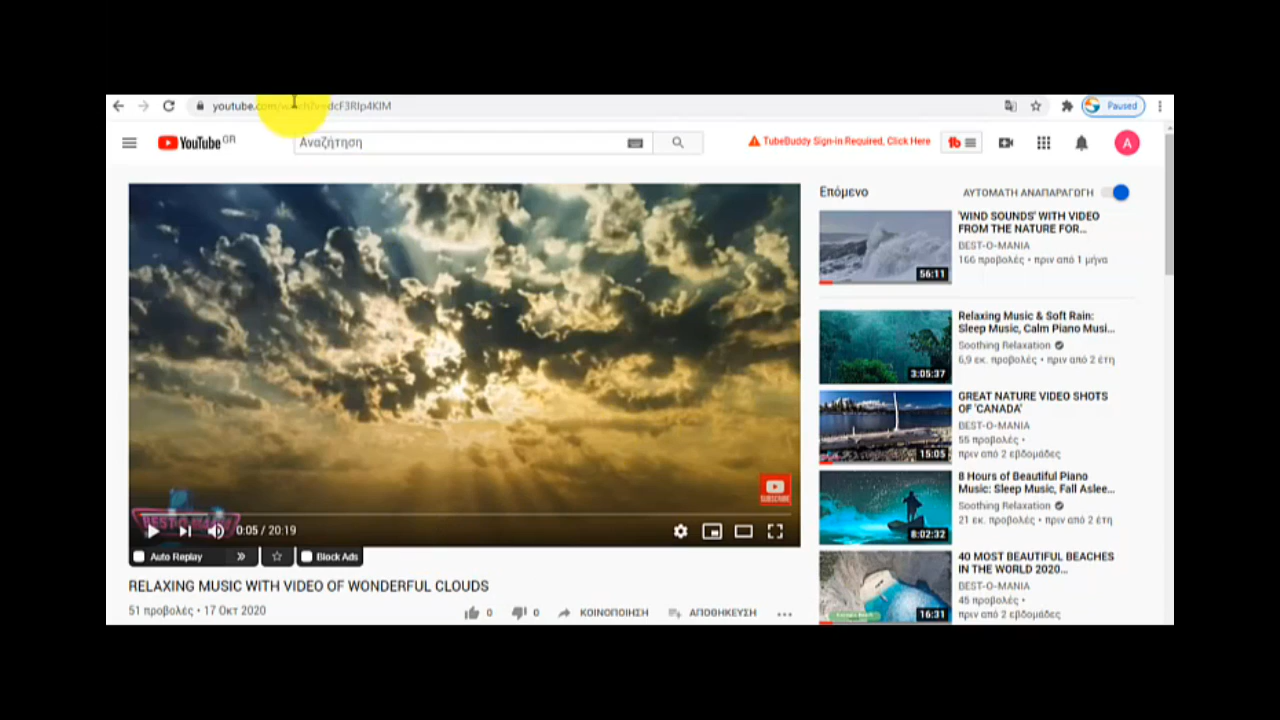 youtube.com/watch?v=dcF3Rlp4KIM
Paused
YouTube GR
Αναζήτηση
TubeBuddy Sign-in Required, Click Here
tb
A
Επόμενο
ΑΥΤΟΜΑΤΗ ΑΝΑΠΑΡΑΓΩΓΗ
'WIND SOUNDS' WITH VIDEO
FROM THE NATURE FOR...
BEST-O-MANIA
166 προβολές • πριν από 1 μήνα
56:11
Relaxing Music & Soft Rain:
Sleep Music, Calm Piano Musi...
Soothing Relaxation
6,9 εκ. προβολές • πριν από 2 έτη
3:05:37
GREAT NATURE VIDEO SHOTS
OF 'CANADA'
BEST-O-MANIA
55 προβολές •
πριν από 2 εβδομάδες
15:05
8 Hours of Beautiful Piano
Music: Sleep Music, Fall Aslee...
Soothing Relaxation
21 εκ. προβολές • πριν από 2 έτη
8:02:32
40 MOST BEAUTIFUL BEACHES
IN THE WORLD 2020...
BEST-O-MANIA
45 προβολές •
πριν από 2 εβδομάδες
16:31
SUBSCRIBE
BEST-O-MANIA
0:05 / 20:19
Auto Replay
Block Ads
RELAXING MUSIC WITH VIDEO OF WONDERFUL CLOUDS
51 προβολές • 17 Οκτ 2020
0
0
ΚΟΙΝΟΠΟΙΗΣΗ
ΑΠΟΘΗΚΕΥΣΗ